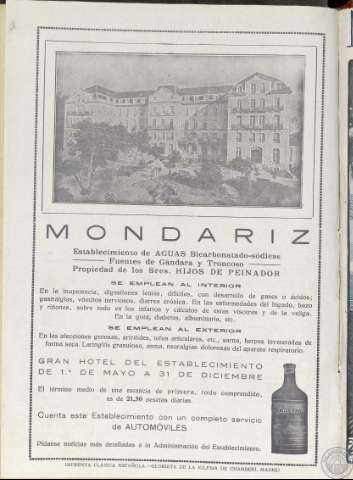 MONDARIZ
Establecimiento de AGUAS Bicarbonatado-sódicas
Fuentes de Gándara y Troncoso
Propiedad de los Sres. HIJOS DE PEINADOR
SE EMPLEAN AL INTERIOR
En la inapetencia, digestiones lentas, difíciles, con desarrollo de gases o ácidos;
gastralgias, vómitos nerviosos, diarrea crónica. En las enfermedades del hígado, bazo
y riñones, sobre todo en los infartos y cálculos de estas vísceras y de la vejiga.
En la gota, diabetes, albuminuria, etc.
SE EMPLEAN AL EXTERIOR
En las afecciones gotosas, artritides, tofos articulares, etc., sarna, herpes invernantes de
forma seca. Laringitis granulosa, asma, neuralgias dolorosas del aparato respiratorio.
GRAN HOTEL DEL ESTABLECIMIENTO
DE 1.º DE MAYO A 31 DE DICIEMBRE
El término medio de una estancia de primera, todo comprendido,
es de 21,50 pesetas diarias.
Cuenta este Establecimiento con un completo servicio
de AUTOMÓVILES
Pídanse noticias más detalladas a la Administración del Establecimiento.
IMPRENTA CLÁSICA ESPAÑOLA.-GLORIETA DE LA IGLESIA DE CHAMBERÍ. MADRID